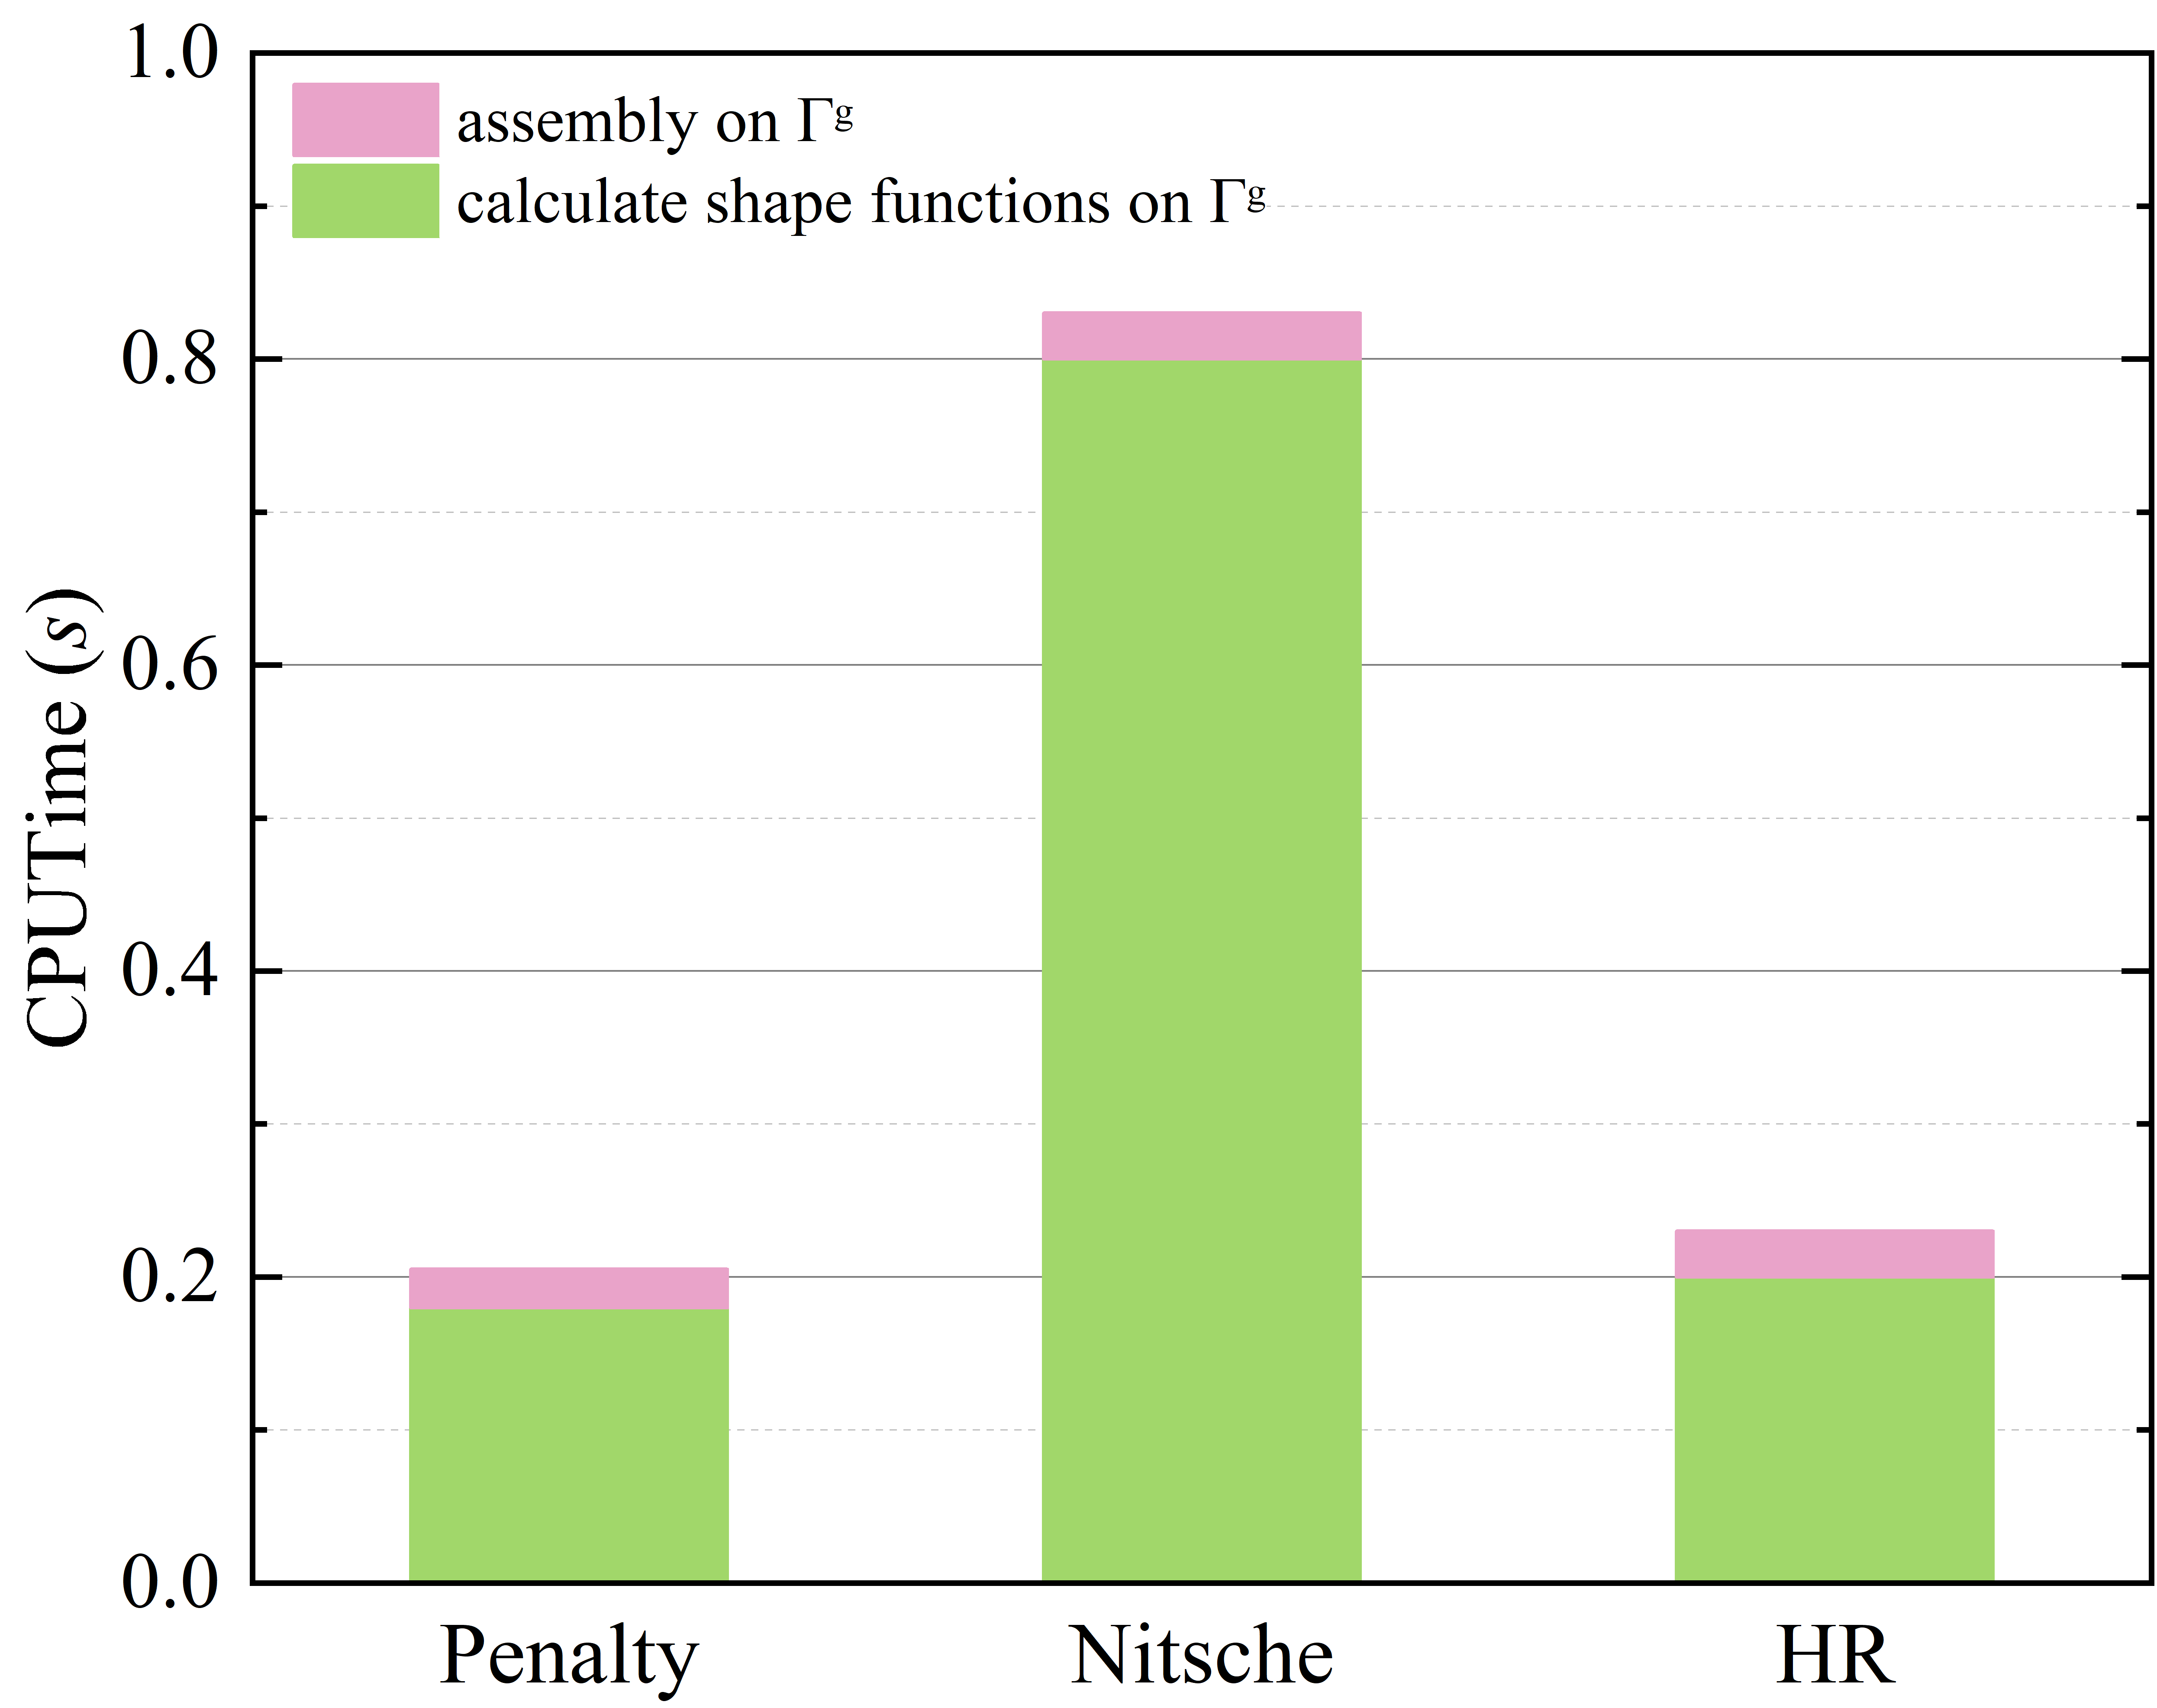 1.0
assembly on Γᵍ
calculate shape functions on Γᵍ
0.8
0.6
0.4
0.2
0.0
CPUTime (s)
Penalty
Nitsche
HR